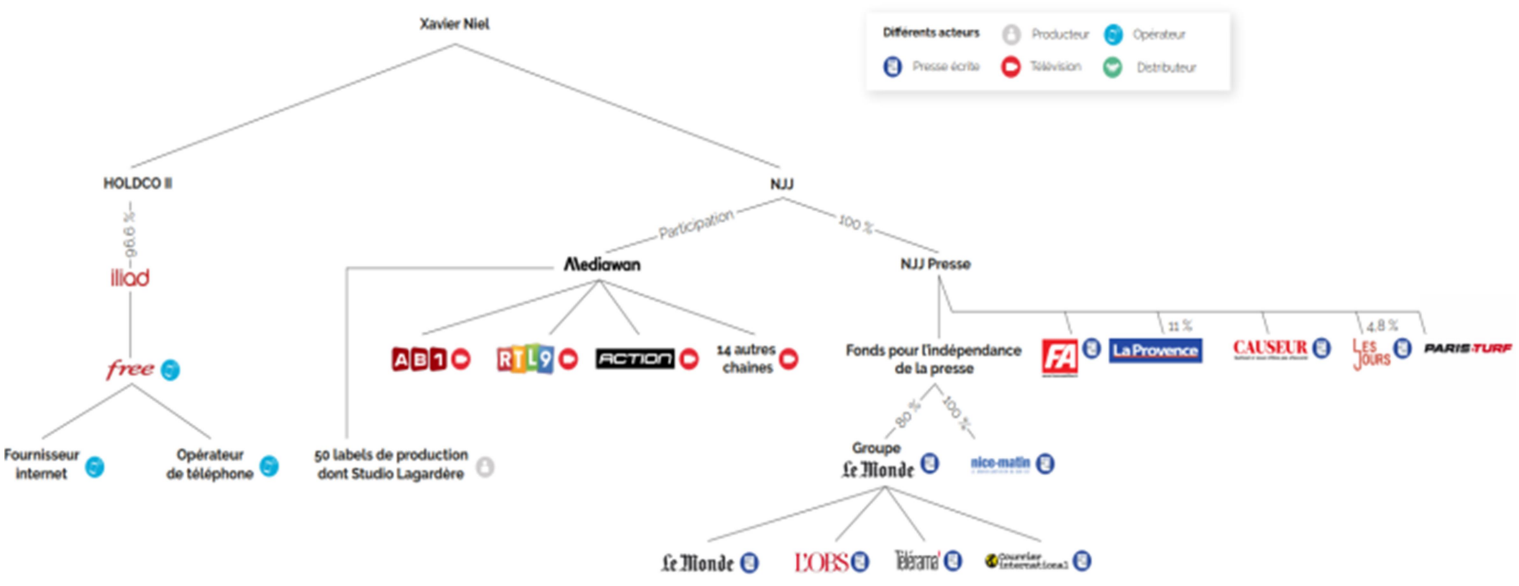 Xavier Niel
Différents acteurs
Producteur
Opérateur
Presse écrite
Télévision
Distributeur
HOLDCO II
NJJ
96.6 %
Participation
100 %
iliad
Mediawan
NJJ Presse
free
AB1
RTL9
ACTION
14 autres
chaînes
Fonds pour l'indépendance
de la presse
FA
11 %
La Provence
CAUSEUR
4.8 %
LES
JOURS
PARIS-TURF
Fournisseur
internet
Opérateur
de téléphone
50 labels de production
dont Studio Lagardère
80 %
100 %
Groupe
Le Monde
nice-matin
Le Monde
L'OBS
Télérama'
Courrier
international